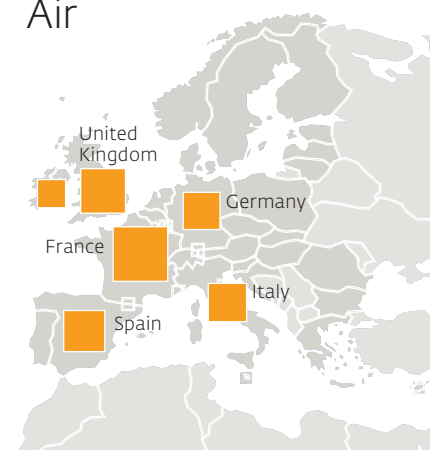 Air
United
Kingdom
Germany
France
Italy
Spain